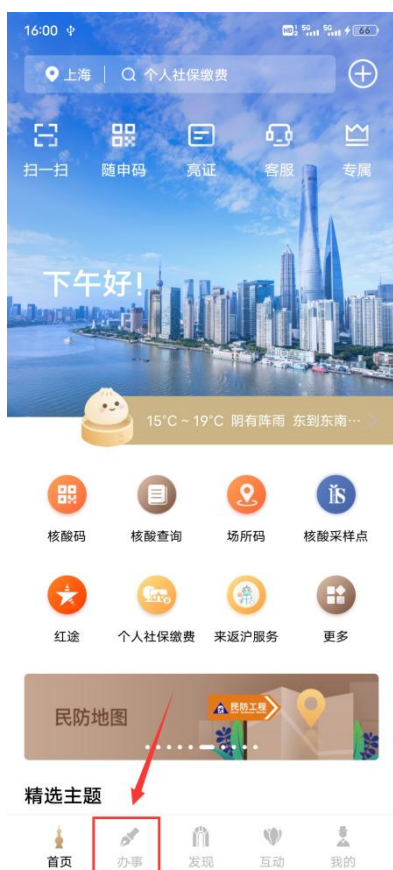 16:00 66
上海 个人社保缴费
扫一扫 随申码 亮证 客服 专属
下午好!
15°C ~ 19°C 阴有阵雨 东到东南…
核酸码 核酸查询 场所码 核酸采样点
红途 个人社保缴费 来返沪服务 更多
民防地图 民防工程
精选主题
首页 办事 发现 互动 我的